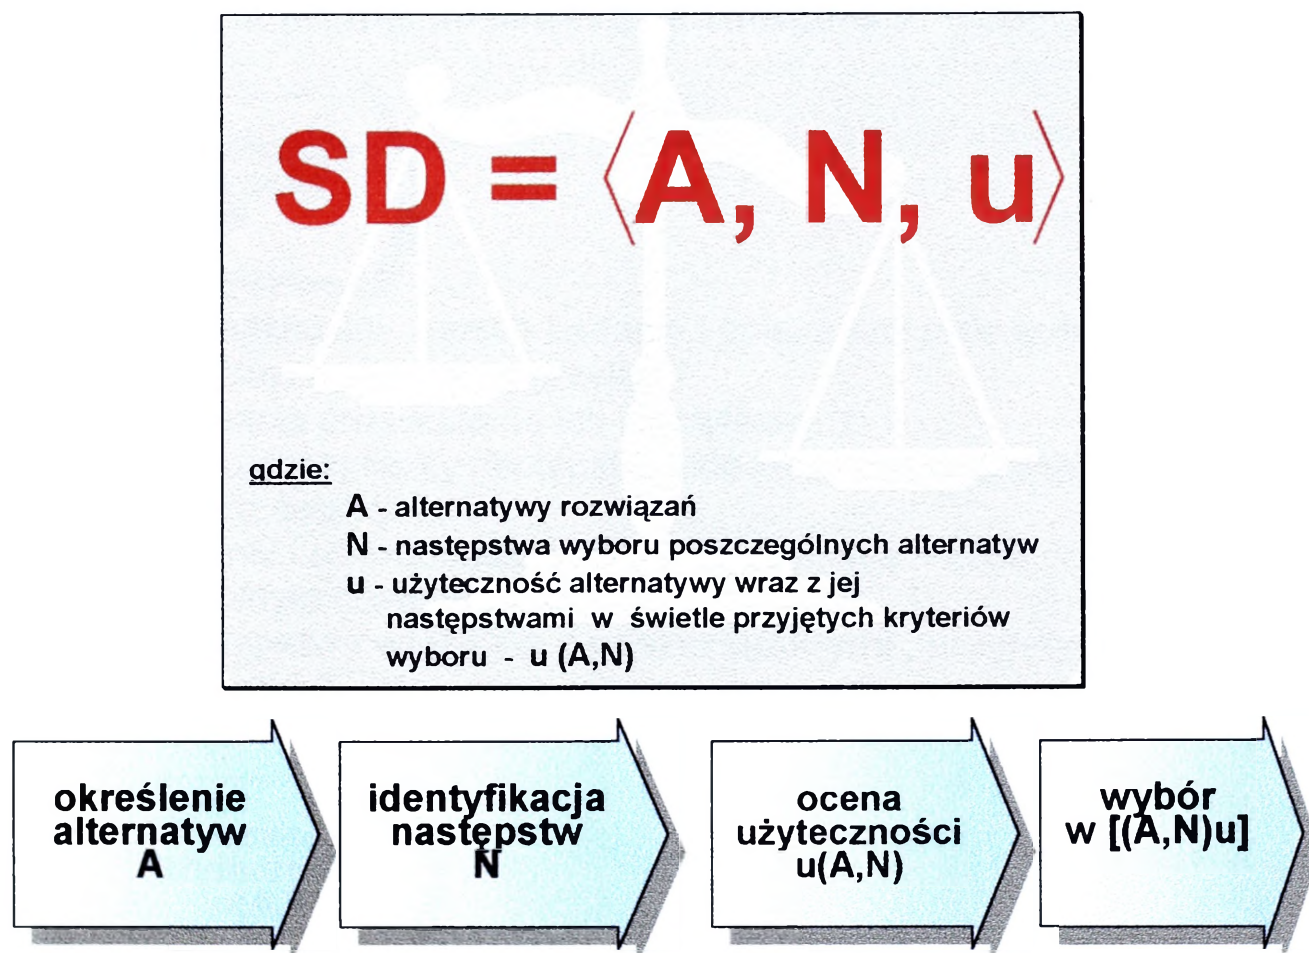 SD = ⟨A, N, u⟩
gdzie:
A - alternatywy rozwiązań
N - następstwa wyboru poszczególnych alternatyw
u - użyteczność alternatywy wraz z jej
następstwami w świetle przyjętych kryteriów
wyboru - u (A,N)
określenie
alternatyw
A
identyfikacja
następstw
N
ocena
użyteczności
u(A,N)
wybór
w [(A,N)u]